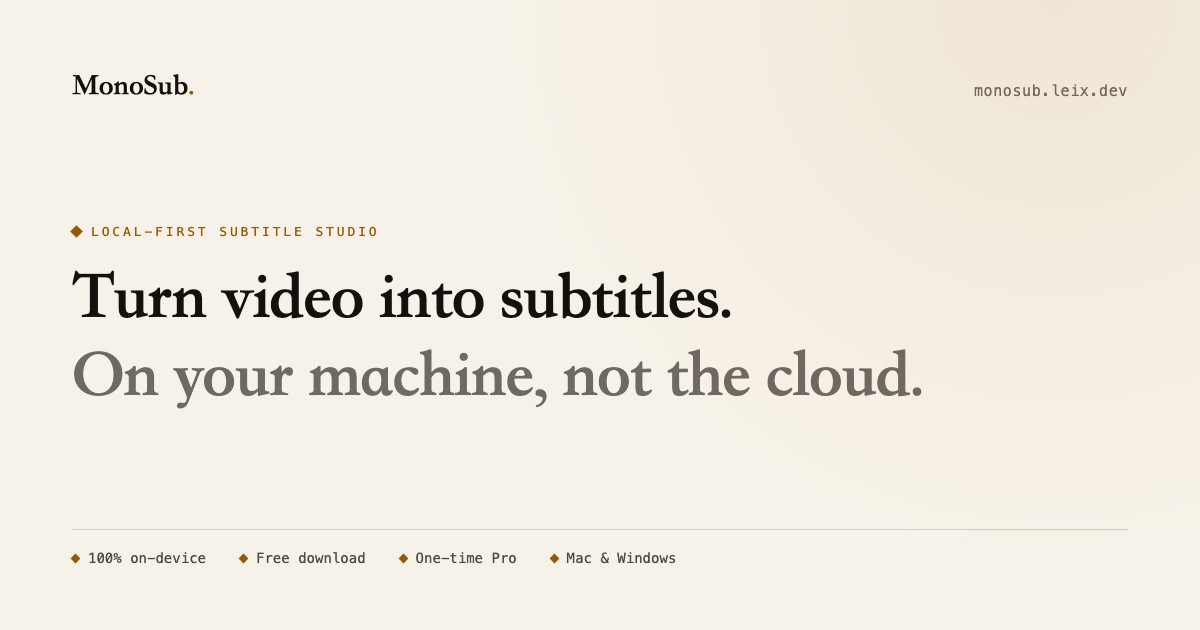 MonoSub.
monosub.leix.dev
LOCAL-FIRST SUBTITLE STUDIO
Turn video into subtitles.
On your machine, not the cloud.
100% on-device
Free download
One-time Pro
Mac & Windows